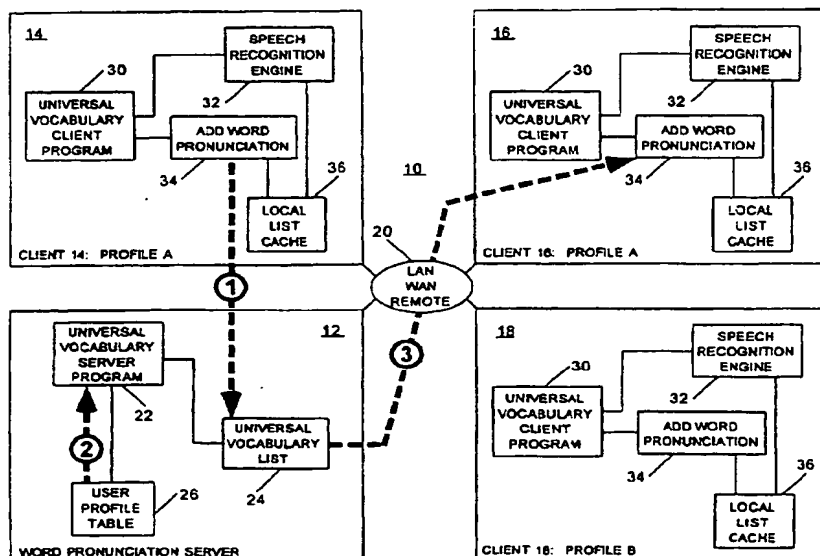 14
SPEECH
RECOGNITION
ENGINE
30
32
UNIVERSAL
VOCABULARY
CLIENT
PROGRAM
ADD WORD
PRONUNCIATION
34
36
LOCAL
LIST
CACHE
CLIENT 14: PROFILE A
16
SPEECH
RECOGNITION
ENGINE
30
32
UNIVERSAL
VOCABULARY
CLIENT
PROGRAM
ADD WORD
PRONUNCIATION
34
36
LOCAL
LIST
CACHE
CLIENT 16: PROFILE A
10
20
LAN
WAN
REMOTE
1
12
UNIVERSAL
VOCABULARY
SERVER
PROGRAM
22
3
2
UNIVERSAL
VOCABULARY
LIST
24
USER
PROFILE
TABLE
26
WORD PRONUNCIATION SERVER
18
SPEECH
RECOGNITION
ENGINE
30
32
UNIVERSAL
VOCABULARY
CLIENT
PROGRAM
ADD WORD
PRONUNCIATION
34
36
LOCAL
LIST
CACHE
CLIENT 18: PROFILE B